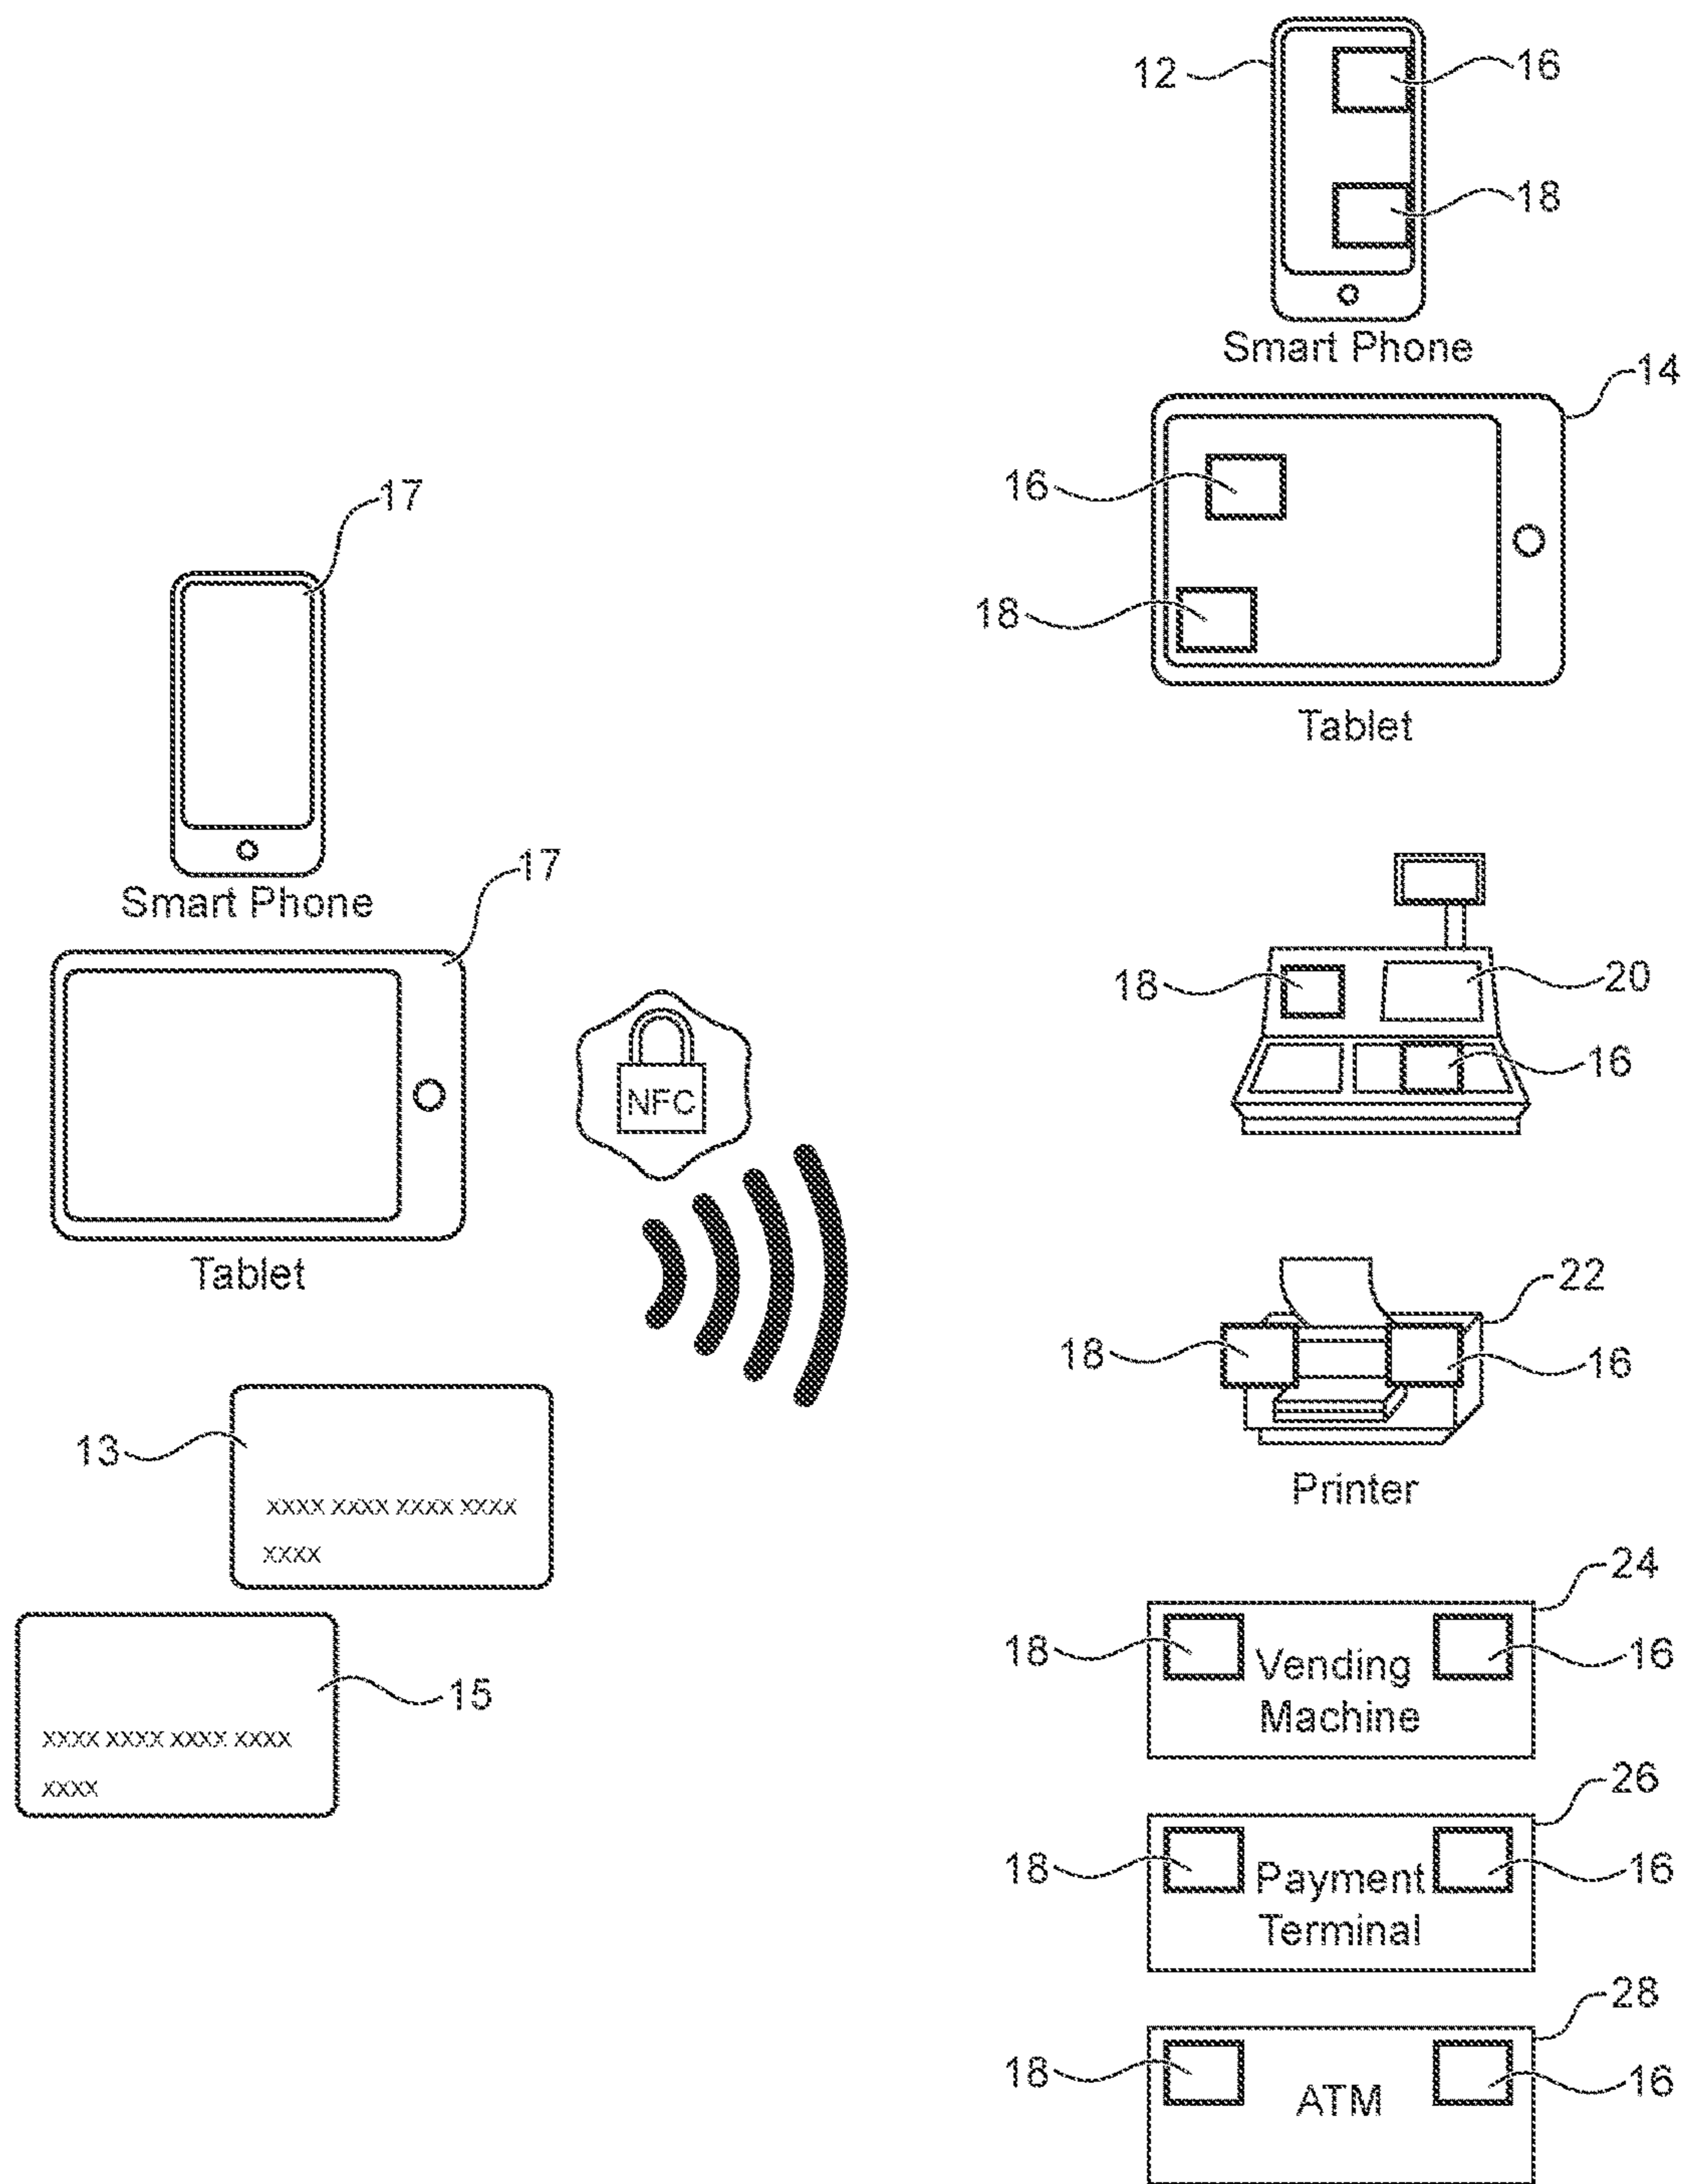 12
16
18
Smart Phone
14
16
18
Tablet
17
Smart Phone
17
Tablet
NFC
18
20
16
22
18
16
Printer
13
XXXX XXXX XXXX XXXX
XXXX
15
XXXX XXXX XXXX XXXX
XXXX
24
18
Vending
Machine
16
26
18
Payment
Terminal
16
28
18
ATM
16